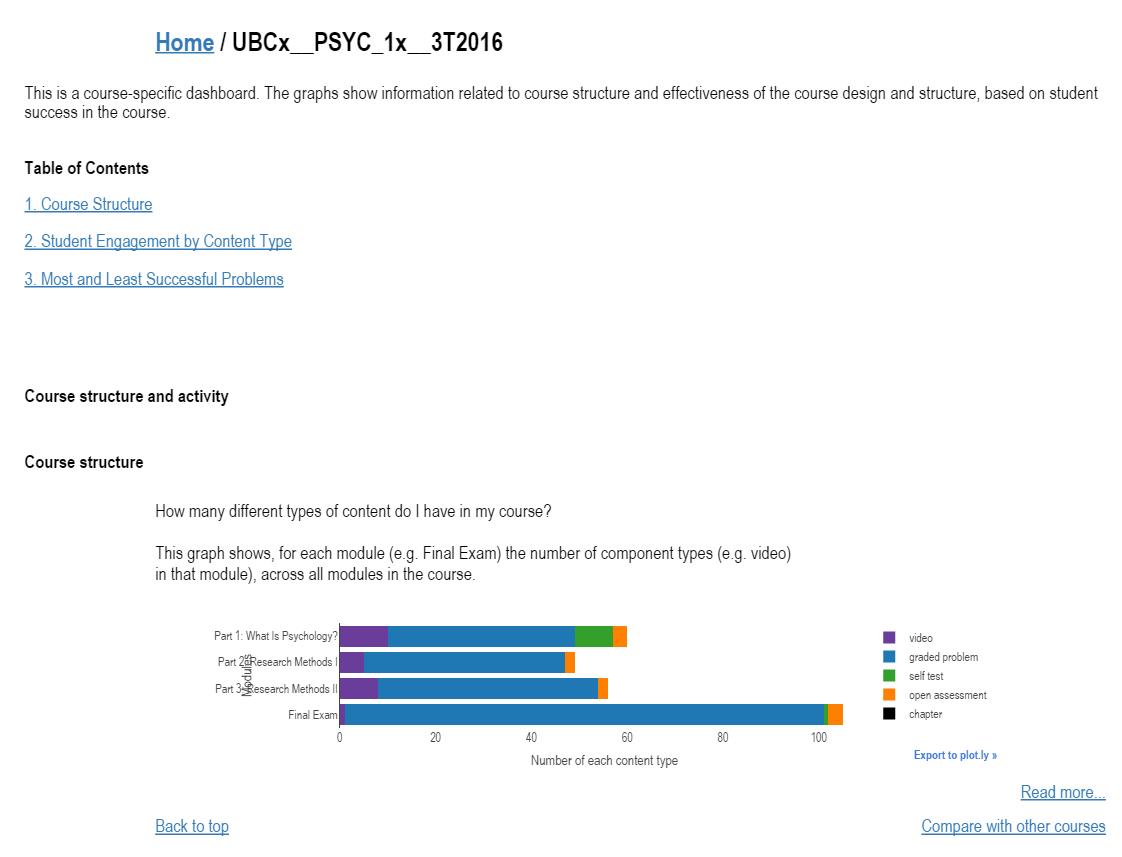 Home / UBCx__PSYC_1x__3T2016
This is a course-specific dashboard. The graphs show information related to course structure and effectiveness of the course design and structure, based on student
success in the course.
Table of Contents
1. Course Structure
2. Student Engagement by Content Type
3. Most and Least Successful Problems
Course structure and activity
Course structure
How many different types of content do I have in my course?
This graph shows, for each module (e.g. Final Exam) the number of component types (e.g. video)
in that module), across all modules in the course.
Modules
Part 1: What Is Psychology?
Part 2: Research Methods I
Part 3: Research Methods II
Final Exam
0 20 40 60 80 100
Number of each content type
video
graded problem
self test
open assessment
chapter
Export to plot.ly »
Read more...
Back to top
Compare with other courses